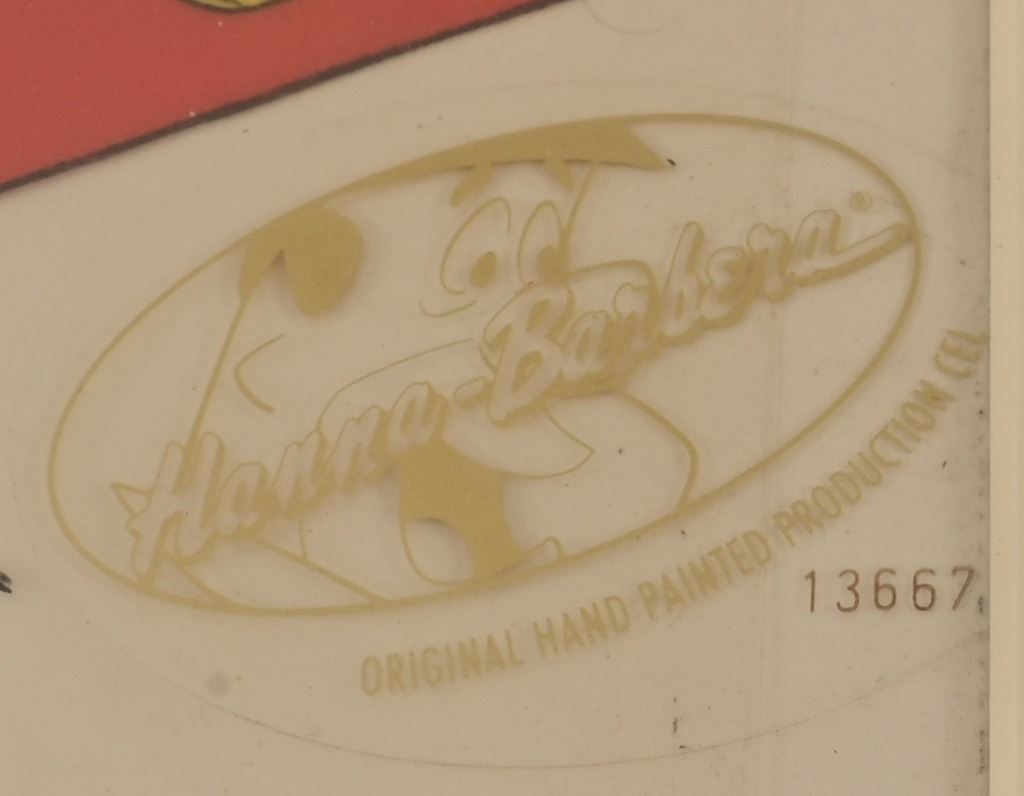 Hanna-Barbera®
ORIGINAL HAND PAINTED PRODUCTION CEL
13667